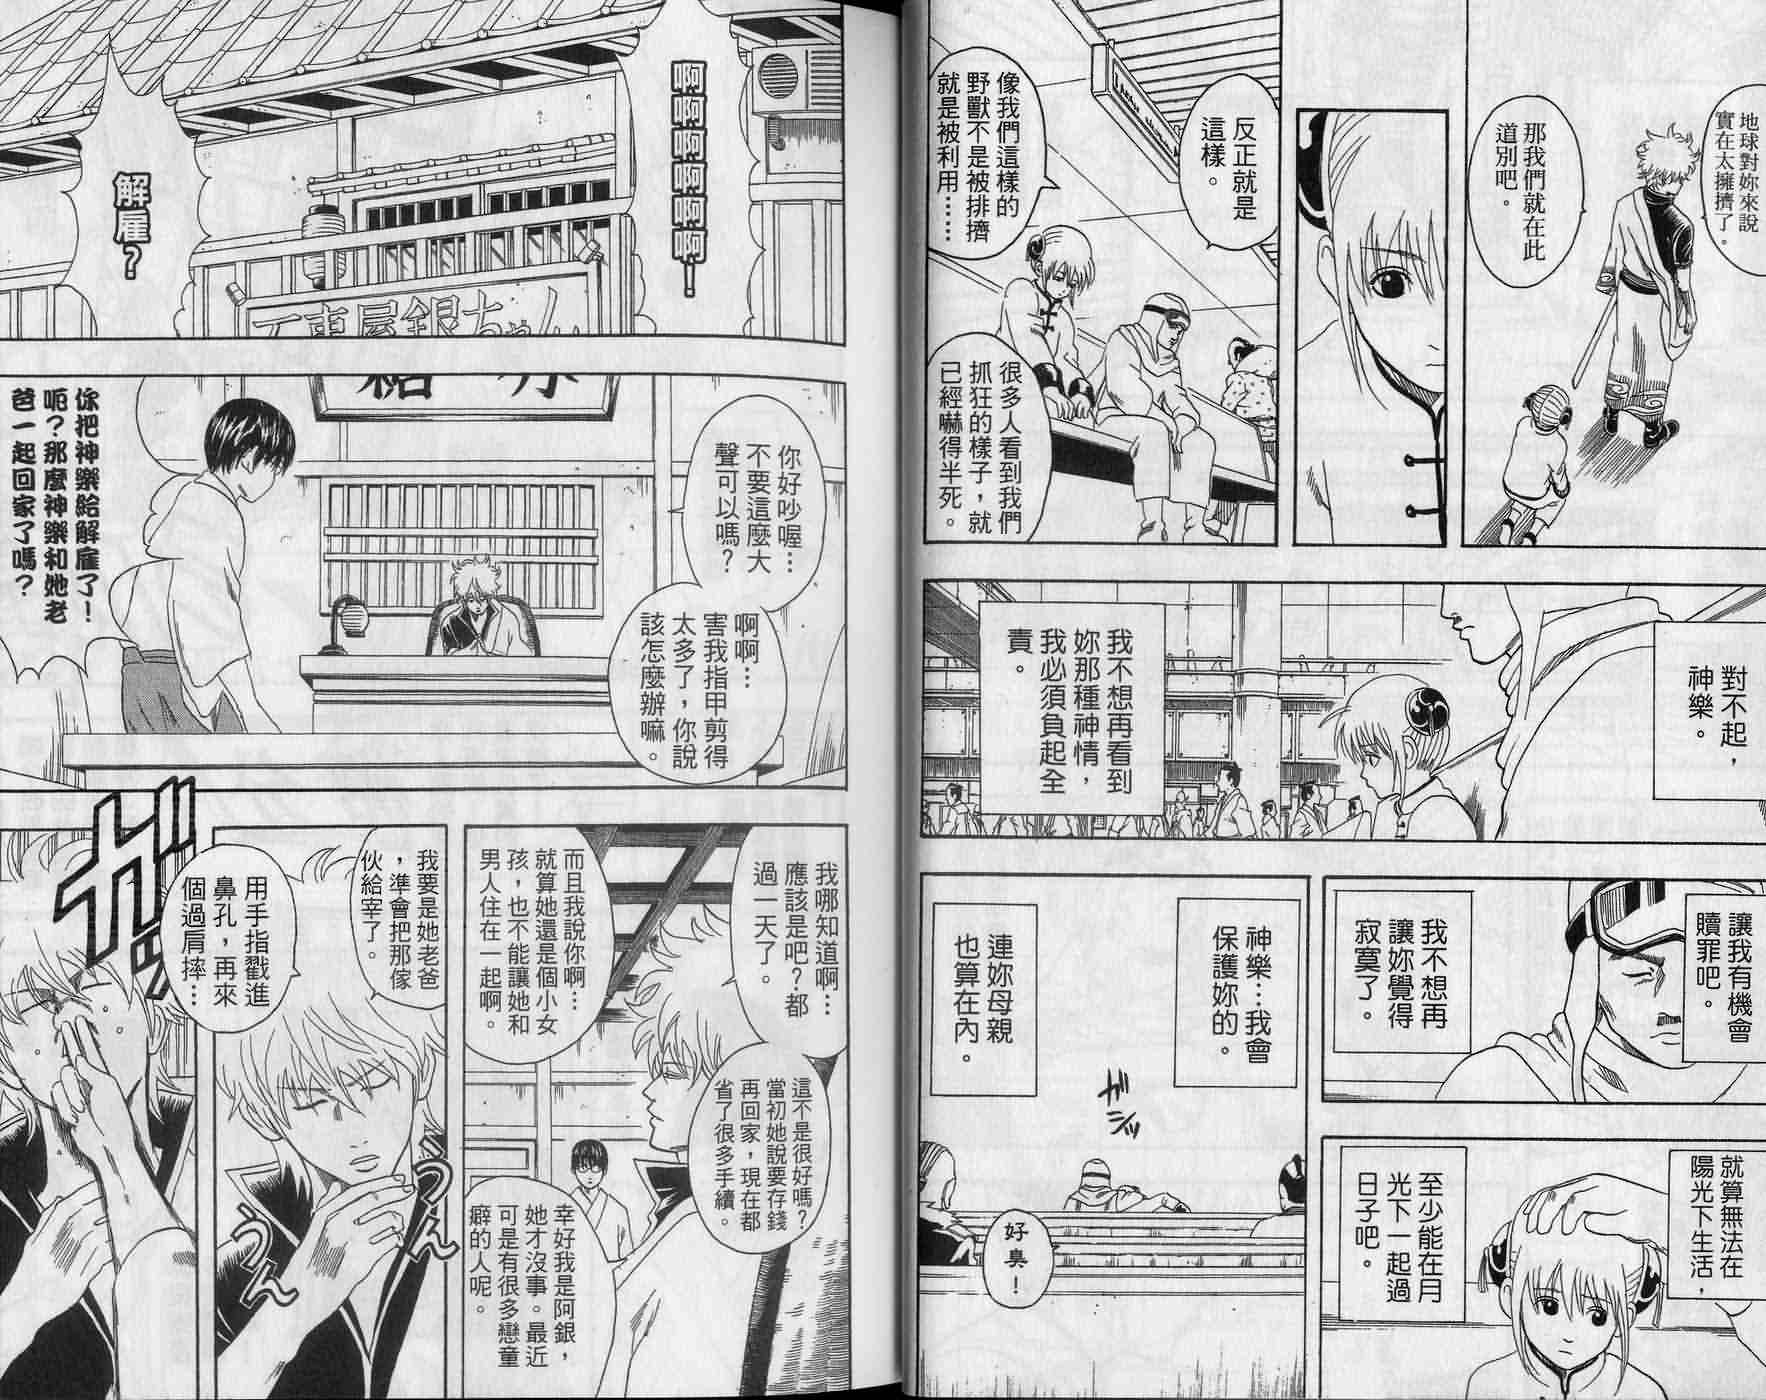 地球對妳來說
實在太擁擠了。
那我們就在此
道別吧。
反正就是
這樣。
像我們這樣的
野獸不是被排擠
就是被利用……
很多人看到我們
抓狂的樣子，就
已經嚇得半死。
對不起，
神樂。
我不想再看到
妳那種神情，
我必須負起全
責。
讓我有機會
贖罪吧。
我不想再
讓妳覺得
寂寞了。
就算無法在
陽光下生活，
至少能在月
光下一起過
日子吧。
神樂…我會
保護妳的。
連妳母親
也算在內。
ガシッ
好臭！
啊啊啊啊啊啊啊！
解雇？
万事屋銀ちゃん
糖
你把神樂給解雇了！
呃？那麼神樂和她老
爸一起回家了嗎？
你好吵喔…
不要這麼大
聲可以嗎？
啊啊…
害我指甲剪得
太多了，你說
該怎麼辦嘛。
我哪知道啊…
應該是吧？都
過一天了。
而且我說你啊…
就算她還是個小女
孩，也不能讓她和
男人住在一起啊。
這不是很好嗎？
當初她說要存錢
再回家，現在都
省了很多手續。
幸好我是阿銀，
她才沒事。最近
可是有很多戀童
癖的人呢。
我要是她老爸
，準會把那傢
伙給宰了。
うんうん
用手指戳進
鼻孔，再來
個過肩摔…
ガッ